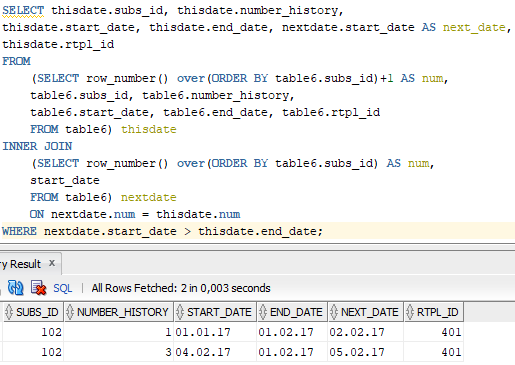 SELECT thisdate.subs_id, thisdate.number_history,
thisdate.start_date, thisdate.end_date, nextdate.start_date AS next_date,
thisdate.rtpl_id
FROM
(SELECT row_number() over(ORDER BY table6.subs_id)+1 AS num,
table6.subs_id, table6.number_history,
table6.start_date, table6.end_date, table6.rtpl_id
FROM table6) thisdate
INNER JOIN
(SELECT row_number() over(ORDER BY table6.subs_id) AS num,
start_date
FROM table6) nextdate
ON nextdate.num = thisdate.num
WHERE nextdate.start_date > thisdate.end_date;
ry Result x
SQL | All Rows Fetched: 2 in 0,003 seconds
SUBS_ID NUMBER_HISTORY START_DATE END_DATE NEXT_DATE RTPL_ID
102 1 01.01.17 01.02.17 02.02.17 401
102 3 04.02.17 01.02.17 05.02.17 401